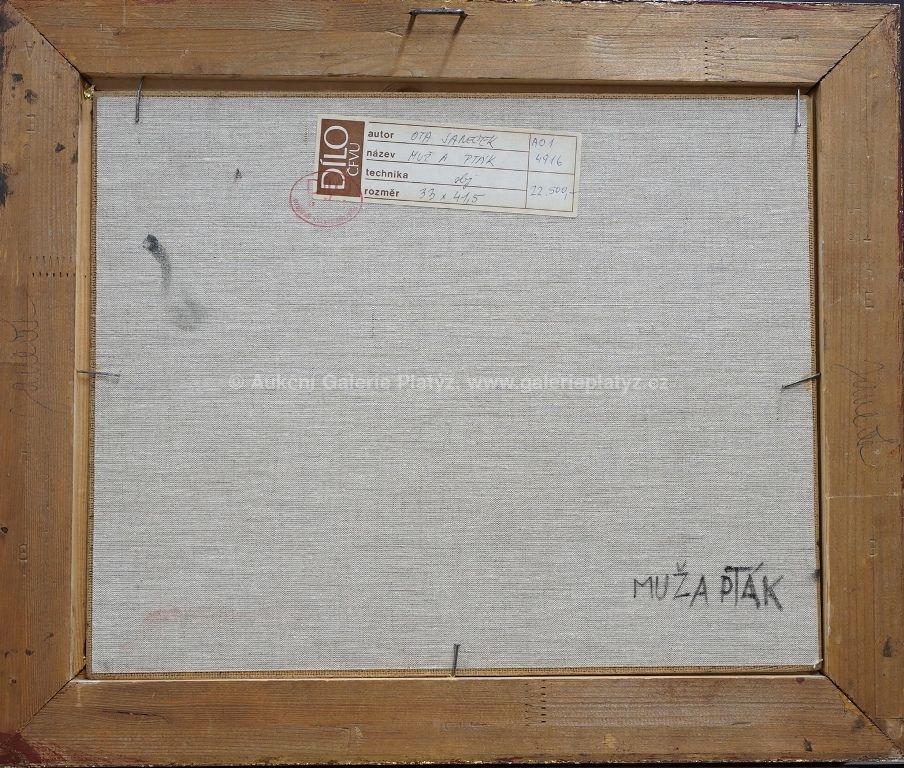 DÍLO
ČFVU
autor OTA JANEČEK
název MUŽ A PTÁK
technika olej
rozměr 33 x 41,5
A01
4916
22.500,-
© Aukční Galerie Platýz, www.galerieplatyz.cz
MUŽ A PTÁK